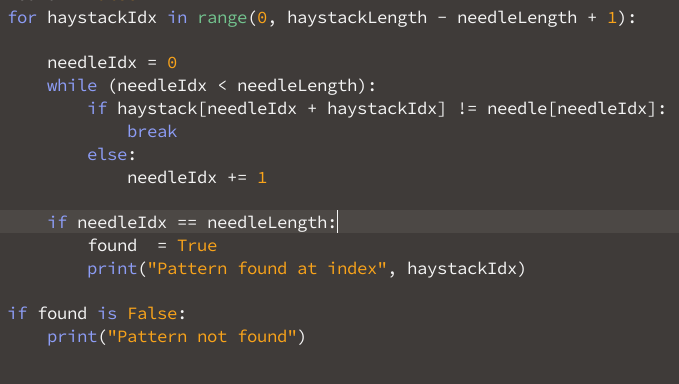 for haystackIdx in range(0, haystackLength - needleLength + 1):
    needleIdx = 0
    while (needleIdx < needleLength):
        if haystack[needleIdx + haystackIdx] != needle[needleIdx]:
            break
        else:
            needleIdx += 1
    if needleIdx == needleLength:
        found  = True
        print("Pattern found at index", haystackIdx)
if found is False:
    print("Pattern not found")